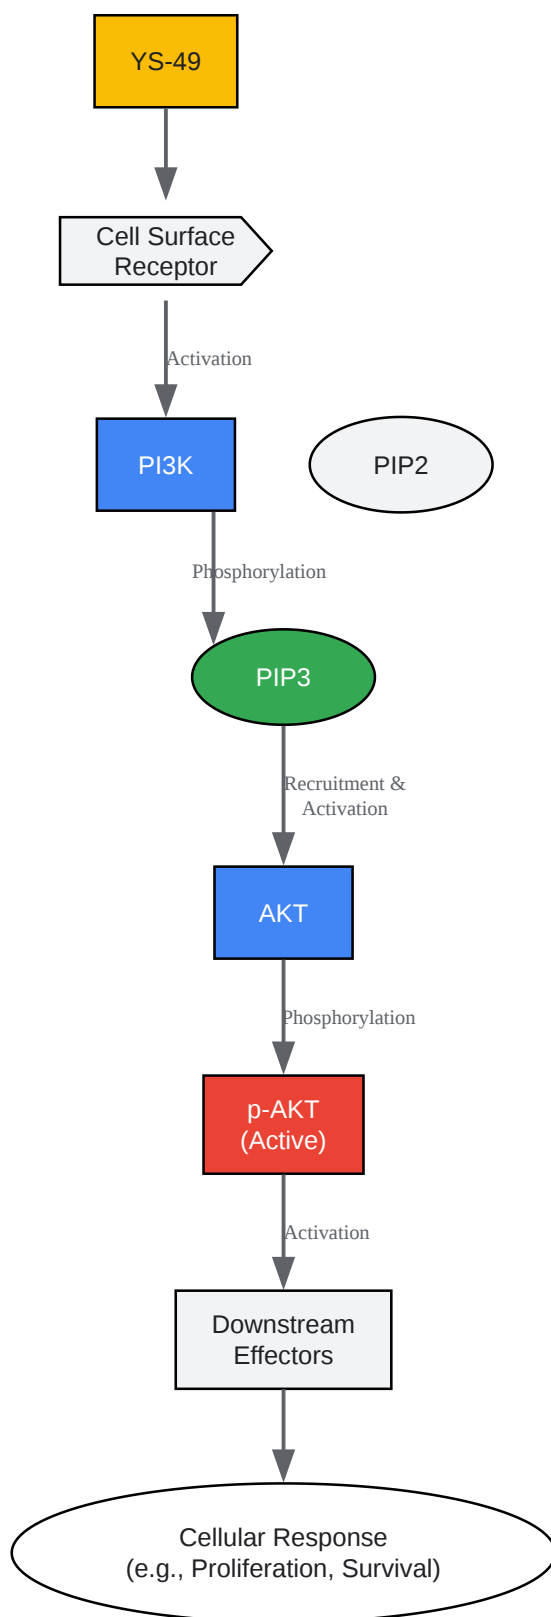 YS-49
Cell Surface
Receptor
Activation
PI3K
PIP2
Phosphorylation
PIP3
Recruitment &
Activation
AKT
Phosphorylation
p-AKT
(Active)
Activation
Downstream
Effectors
Cellular Response
(e.g., Proliferation, Survival)